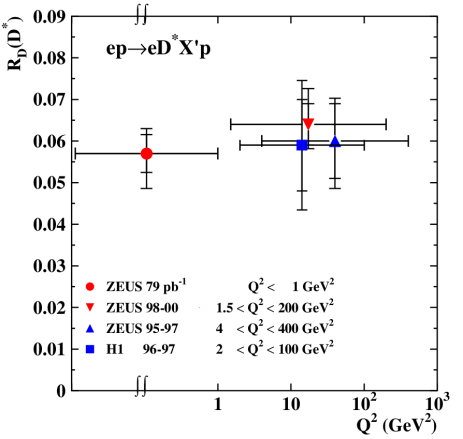 R_D(D*)
ep→eD*X'p
0.09
0.08
0.07
0.06
0.05
0.04
0.03
0.02
0.01
0
ZEUS 79 pb⁻¹ Q² < 1 GeV²
ZEUS 98-00 1.5 < Q² < 200 GeV²
ZEUS 95-97 4 < Q² < 400 GeV²
H1 96-97 2 < Q² < 100 GeV²
1 10 10² 10³
Q² (GeV²)